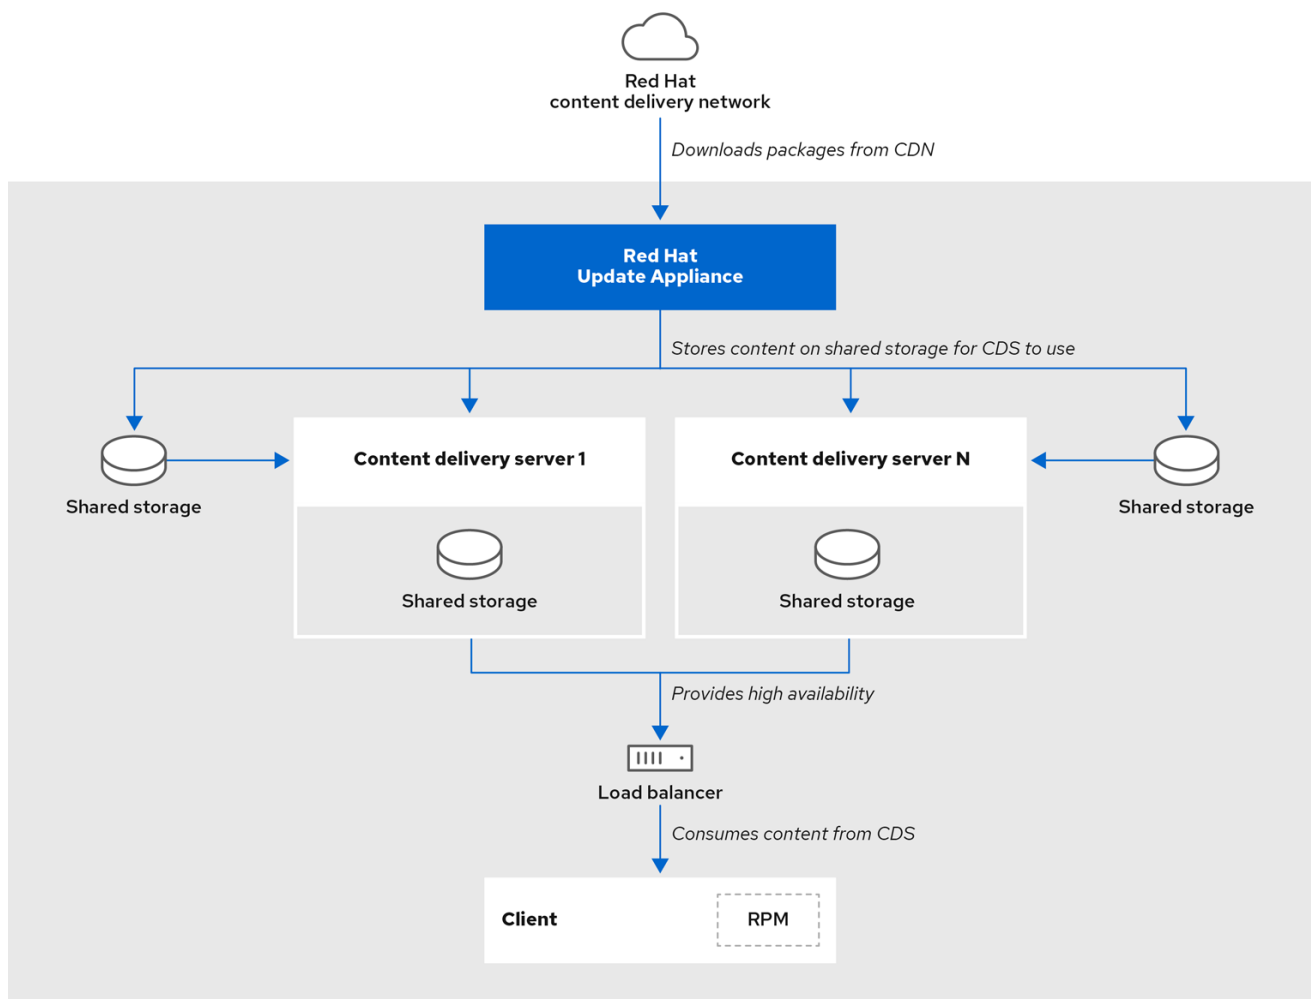 Red Hat
content delivery network
Downloads packages from CDN
Red Hat
Update Appliance
Stores content on shared storage for CDS to use
Content delivery server 1
Content delivery server N
Shared storage
Shared storage
Shared storage
Shared storage
Provides high availability
Load balancer
Consumes content from CDS
Client
RPM